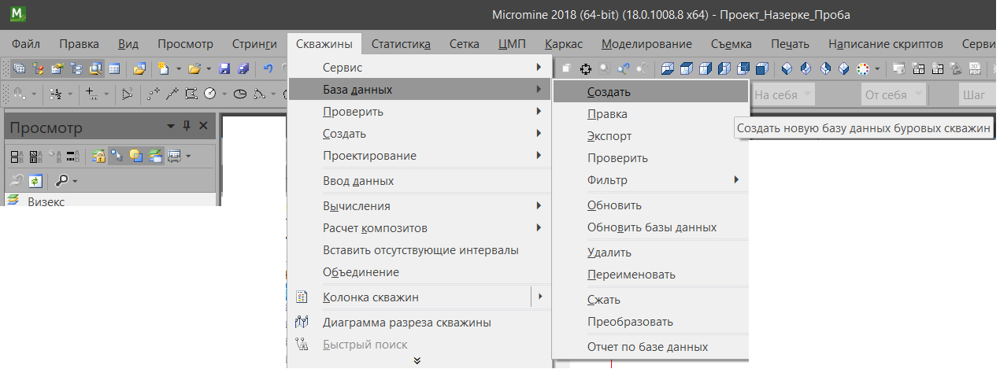 Micromine 2018 (64-bit) (18.0.1008.8 x64) - Проект_Назерке_Проба
Файл Правка Вид Просмотр Стринги Скважины Статистика Сетка ЦМП Каркас Моделирование Съемка Печать Написание скриптов Серви
Сервис
База данных
Проверить
Создать
Проектирование
Ввод данных
Вычисления
Расчет композитов
Вставить отсутствующие интервалы
Объединение
Колонка скважин
Диаграмма разреза скважины
Быстрый поиск
Создать
Правка
Экспорт
Проверить
Фильтр
Обновить
Обновить базы данных
Удалить
Переименовать
Сжать
Преобразовать
Отчет по базе данных
На себя От себя Шаг
Создать новую базу данных буровых скважин
Просмотр
Визекс